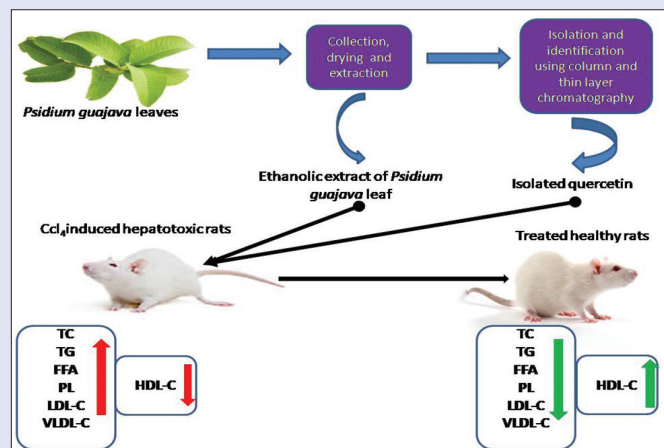 Psidium guajava leaves
Collection,
drying and
extraction
Isolation and
identification
using column and
thin layer
chromatography
Ethanolic extract of Psidium
guajava leaf
Isolated quercetin
Ccl₄induced hepatotoxic rats
Treated healthy rats
TC
TG
FFA
PL
LDL-C
VLDL-C
HDL-C
TC
TG
FFA
PL
LDL-C
VLDL-C
HDL-C